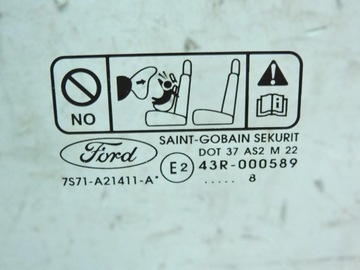 NO
Ford
SAINT-GOBAIN SEKURIT
DOT 37 AS2 M 22
7S71-A21411-A*
E2
43R-000589
..... 8